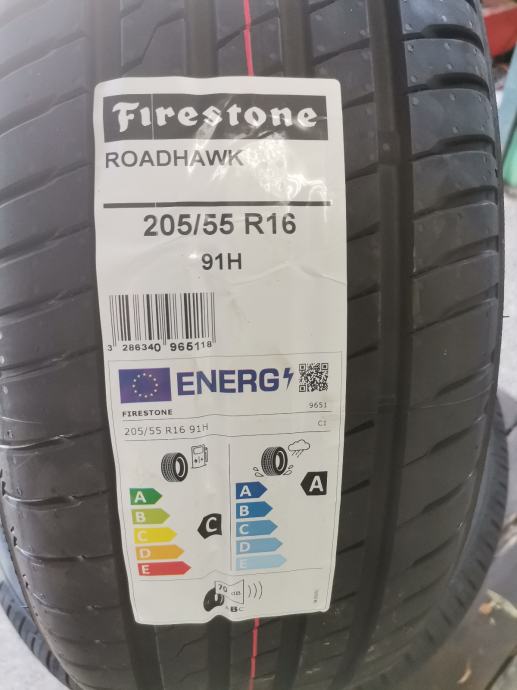 Firestone
ROADHAWK
205/55 R16
91H
3 286340 965118
ENERG
FIRESTONE
9651
205/55 R16 91H
C1
A
B
C
D
E
C
A
B
C
D
E
A
70 dB
ABC